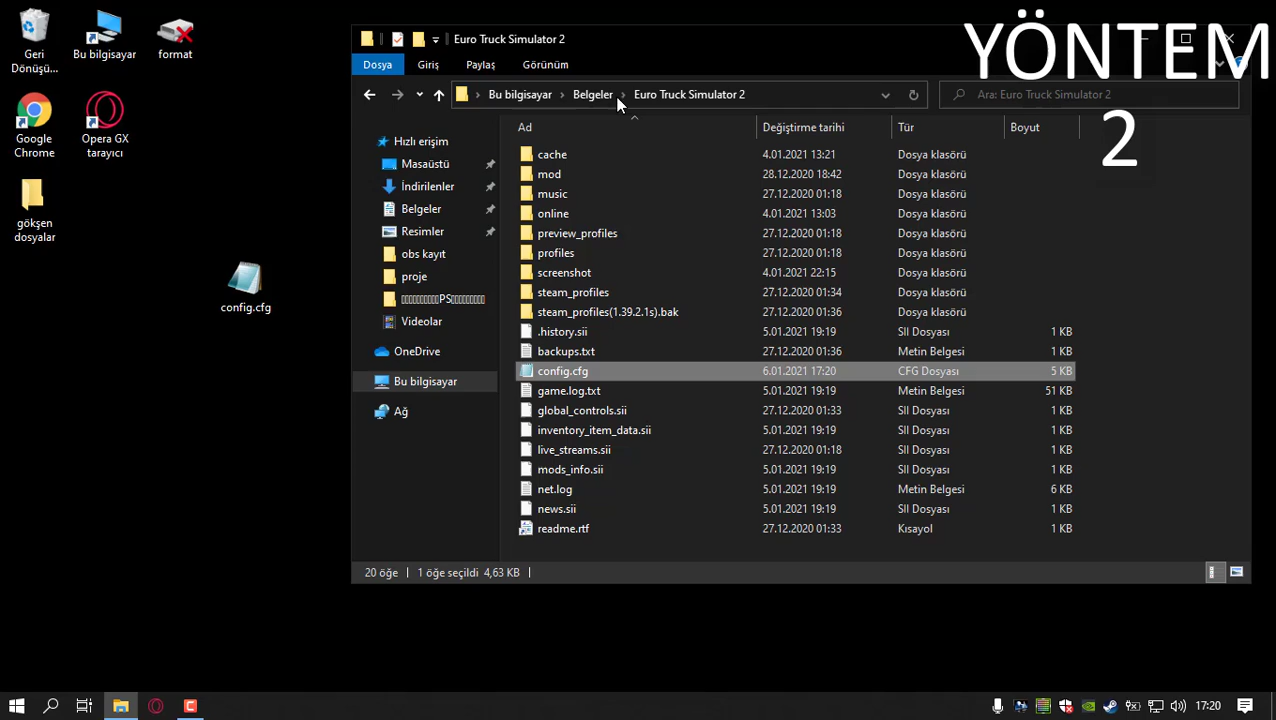 YÖNTEM
2
Geri
Dönüşü...
Bu bilgisayar
format
Google
Chrome
Opera GX
tarayıcı
gökşen
dosyalar
config.cfg
Euro Truck Simulator 2
Dosya
Giriş
Paylaş
Görünüm
Bu bilgisayar
Belgeler
Euro Truck Simulator 2
Ara: Euro Truck Simulator 2
Hızlı erişim
Masaüstü
İndirilenler
Belgeler
Resimler
obs kayıt
proje
PS
Videolar
OneDrive
Bu bilgisayar
Ağ
Ad Değiştirme tarihi Tür Boyut
cache 4.01.2021 13:21 Dosya klasörü
mod 28.12.2020 18:42 Dosya klasörü
music 27.12.2020 01:18 Dosya klasörü
online 4.01.2021 13:03 Dosya klasörü
preview_profiles 27.12.2020 01:18 Dosya klasörü
profiles 27.12.2020 01:18 Dosya klasörü
screenshot 4.01.2021 22:15 Dosya klasörü
steam_profiles 27.12.2020 01:34 Dosya klasörü
steam_profiles(1.39.2.1s).bak 27.12.2020 01:36 Dosya klasörü
.history.sii 5.01.2021 19:19 SII Dosyası 1 KB
backups.txt 27.12.2020 01:36 Metin Belgesi 1 KB
config.cfg 6.01.2021 17:20 CFG Dosyası 5 KB
game.log.txt 5.01.2021 19:19 Metin Belgesi 51 KB
global_controls.sii 27.12.2020 01:33 SII Dosyası 1 KB
inventory_item_data.sii 5.01.2021 19:19 SII Dosyası 1 KB
live_streams.sii 27.12.2020 01:18 SII Dosyası 1 KB
mods_info.sii 5.01.2021 19:19 SII Dosyası 1 KB
net.log 5.01.2021 19:19 Metin Belgesi 6 KB
news.sii 5.01.2021 19:19 SII Dosyası 1 KB
readme.rtf 27.12.2020 01:33 Kısayol 1 KB
20 öğe 1 öğe seçildi 4,63 KB
17:20